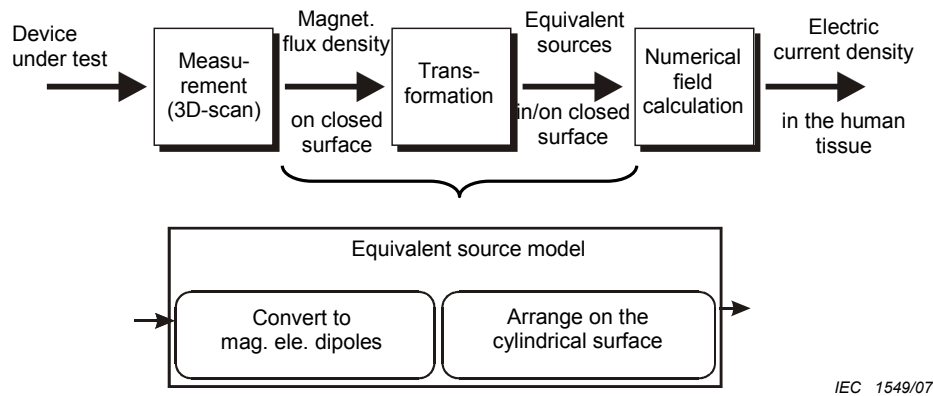 Device
under test
Measu-
rement
(3D-scan)
Magnet.
flux density
on closed
surface
Trans-
formation
Equivalent
sources
in/on closed
surface
Numerical
field
calculation
Electric
current density
in the human
tissue
Equivalent source model
Convert to
mag. ele. dipoles
Arrange on the
cylindrical surface
IEC 1549/07